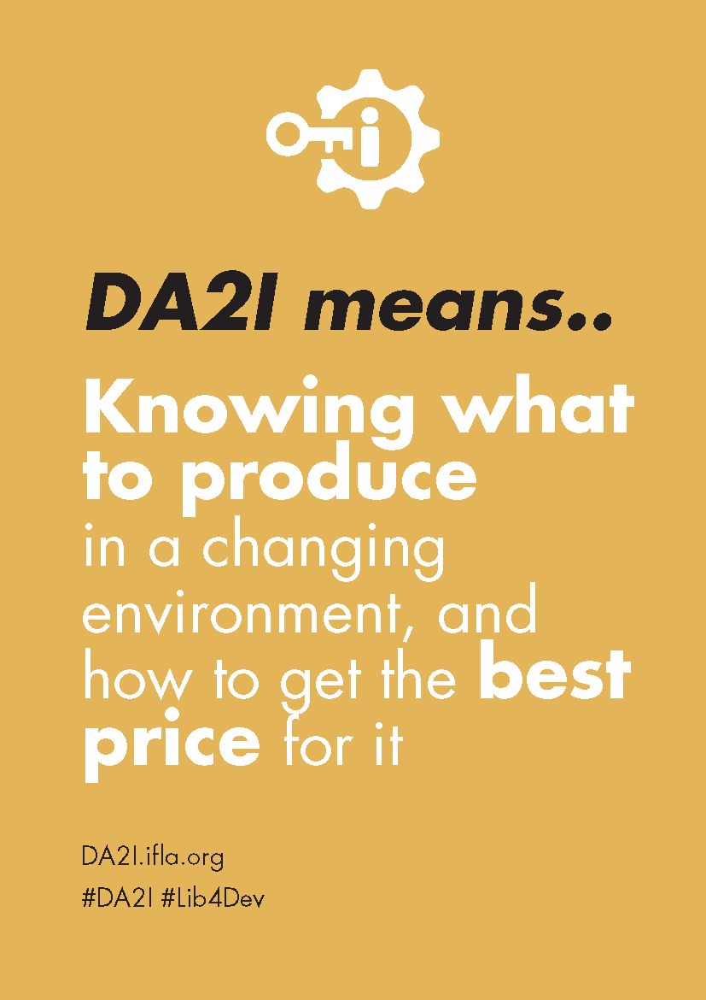 i
DA2I means..
Knowing what
to produce
in a changing
environment, and
how to get the best
price for it
DA2I.ifla.org
#DA2I #Lib4Dev